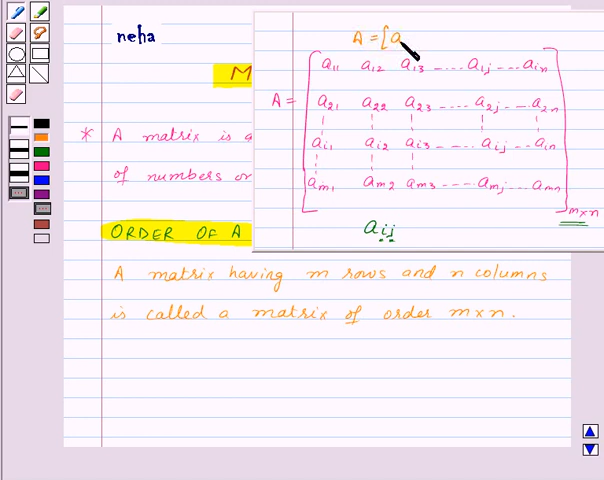 neha
A = [a
M
A =
a11 a12 a13 ..... a1j ... a1n
a21 a22 a23 ..... a2j ... a2n
ai1 ai2 ai3 ..... aij ... ain
am1 am2 am3 ..... amj ... amn
m×n
aij
* A matrix is a
of numbers or
ORDER OF A
A matrix having m rows and n columns
is called a matrix of order m×n.